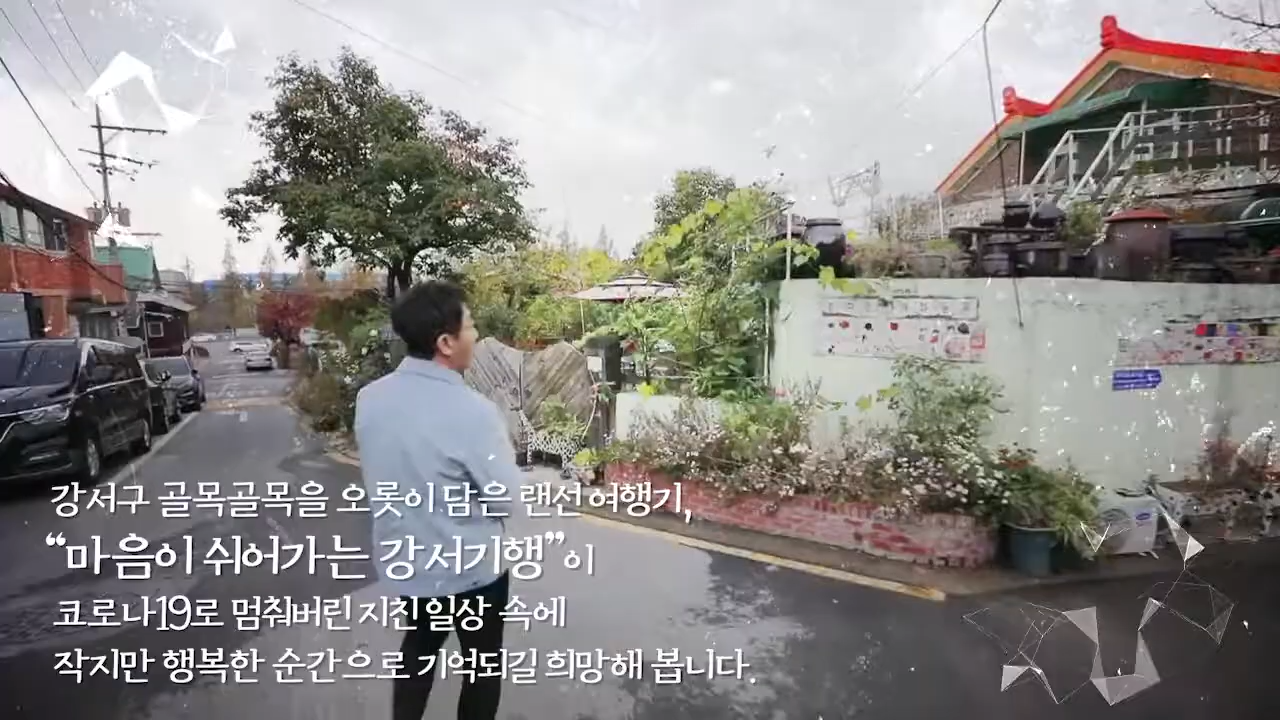 강서구 골목골목을 오롯이 담은 랜선여행기,
“마음이 쉬어가는 강서기행”이
코로나19로 멈춰버린 지친 일상 속에
작지만 행복한 순간으로 기억되길 희망해 봅니다.